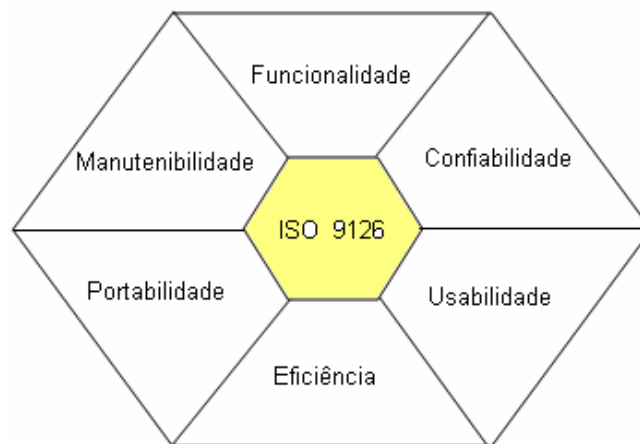 Funcionalidade
Manutenibilidade
Confiabilidade
ISO 9126
Portabilidade
Usabilidade
Eficiência